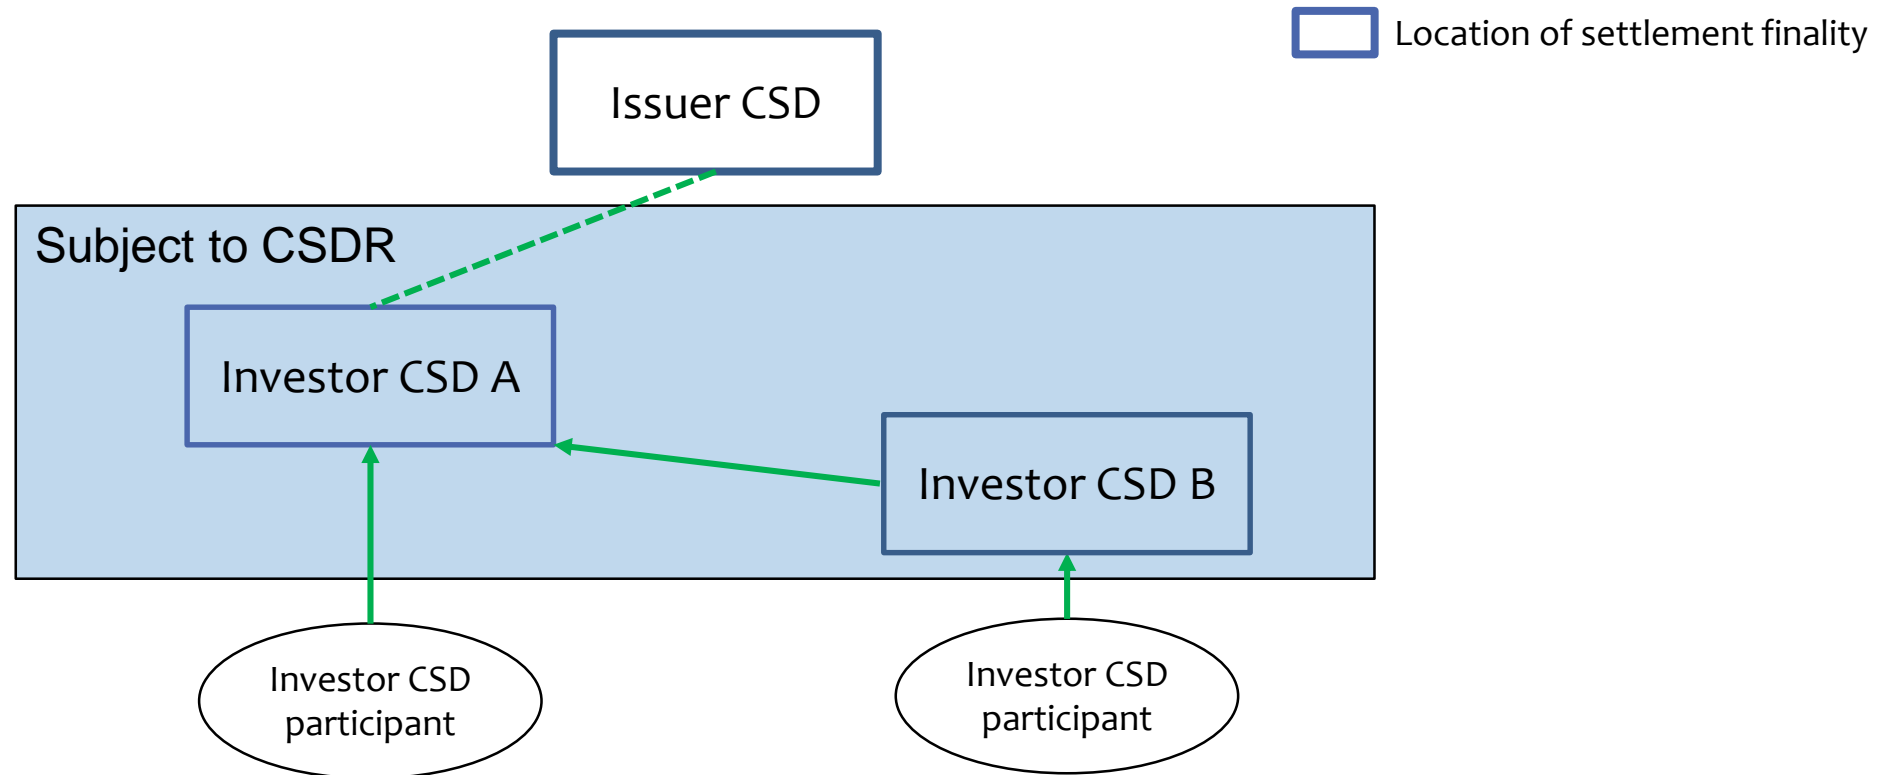 Location of settlement finality
Issuer CSD
Subject to CSDR
Investor CSD A
Investor CSD B
Investor CSD
participant
Investor CSD
participant